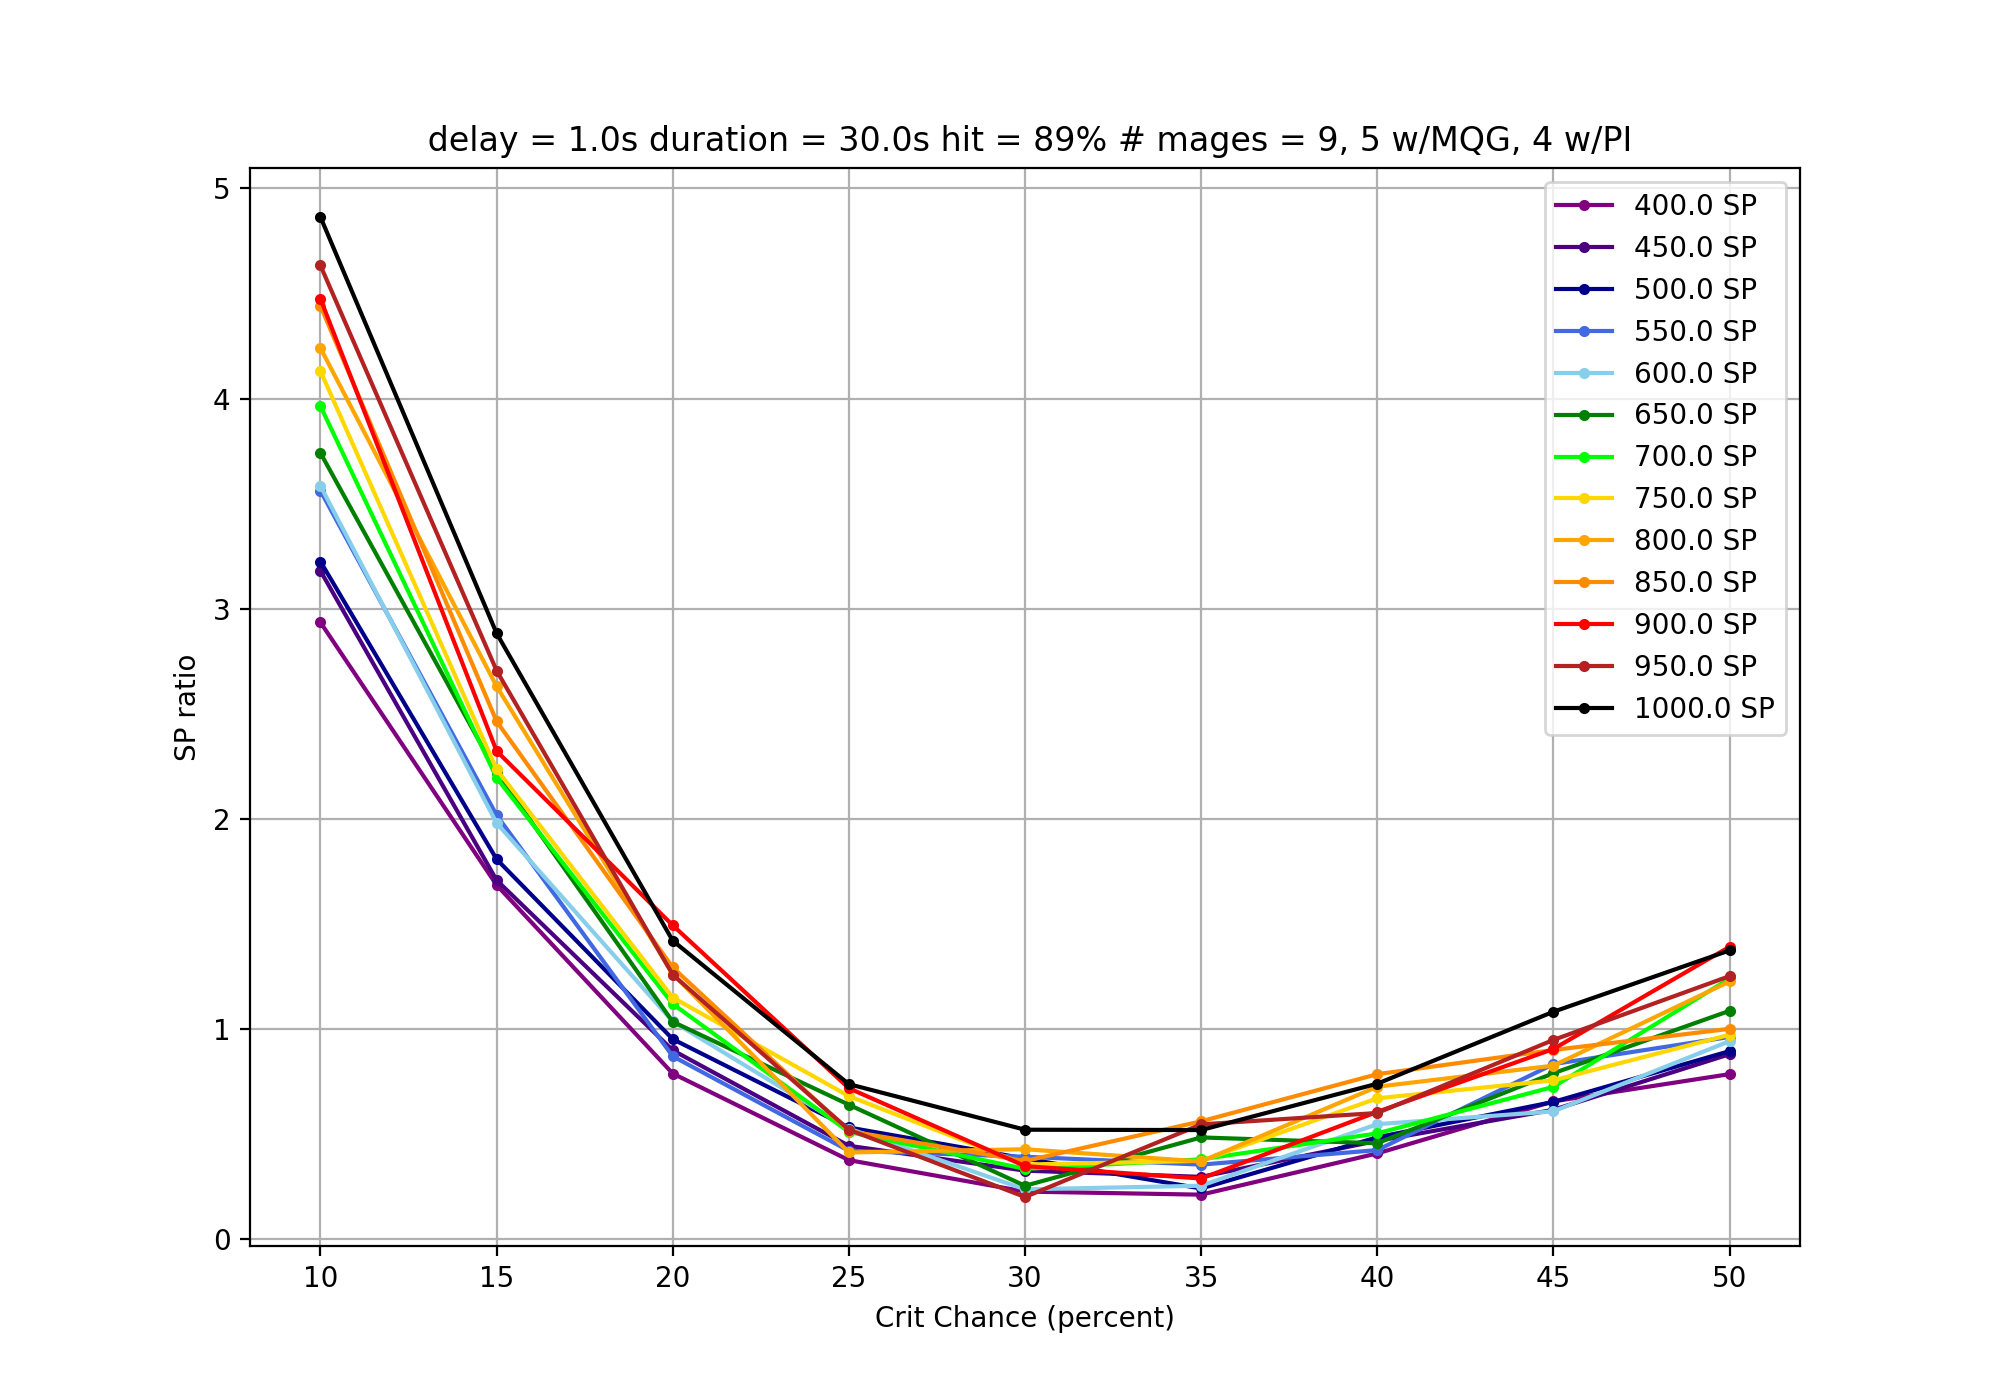 delay = 1.0s duration = 30.0s hit = 89% # mages = 9, 5 w/MQG, 4 w/PI
5
4
3
2
1
0
SP ratio
400.0 SP
450.0 SP
500.0 SP
550.0 SP
600.0 SP
650.0 SP
700.0 SP
750.0 SP
800.0 SP
850.0 SP
900.0 SP
950.0 SP
1000.0 SP
10 15 20 25 30 35 40 45 50
Crit Chance (percent)